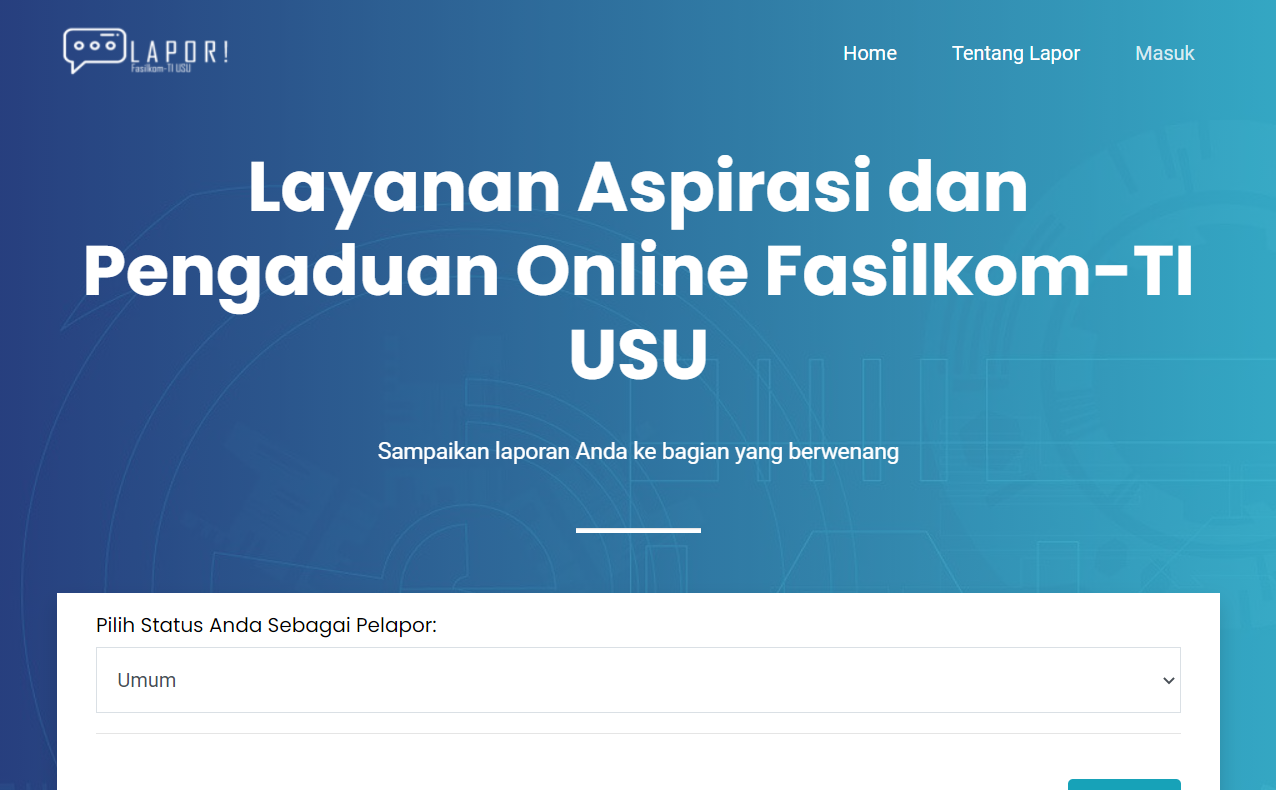 LAPOR!
Fasilkom-TI USU
Home
Tentang Lapor
Masuk
Layanan Aspirasi dan
Pengaduan Online Fasilkom-TI
USU
Sampaikan laporan Anda ke bagian yang berwenang
Pilih Status Anda Sebagai Pelapor:
Umum